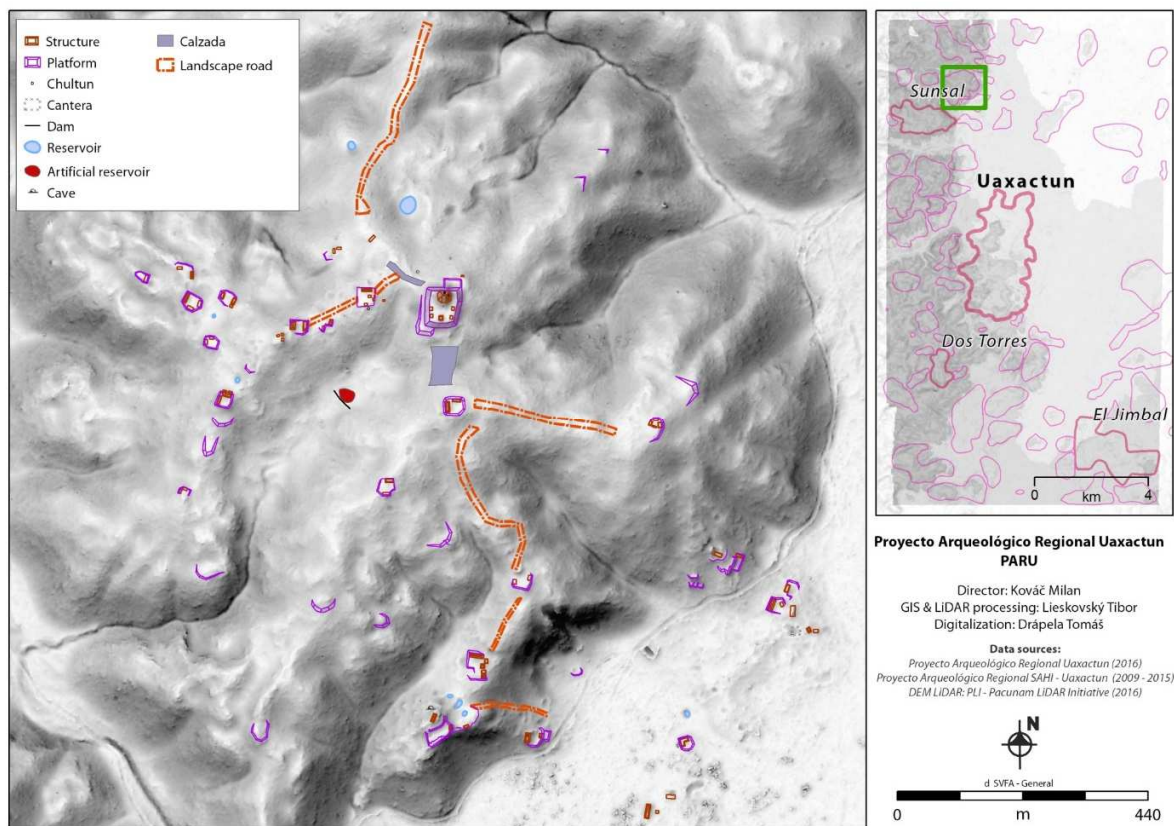 Structure
Platform
Chultun
Cantera
Dam
Reservoir
Artificial reservoir
Cave
Calzada
Landscape road
Sunsal
Uaxactun
Dos Torres
El Jimbal
0 km 4
Proyecto Arqueológico Regional Uaxactun
PARU
Director: Kováč Milan
GIS & LiDAR processing: Lieskovský Tibor
Digitalization: Drápela Tomáš
Data sources:
Proyecto Arqueológico Regional Uaxactun (2016)
Proyecto Arqueológico Regional SAHI - Uaxactun (2009 - 2015)
DEM LiDAR: PLI - Pacunam LiDAR Initiative (2016)
N
d SVFA - General
0 m 440